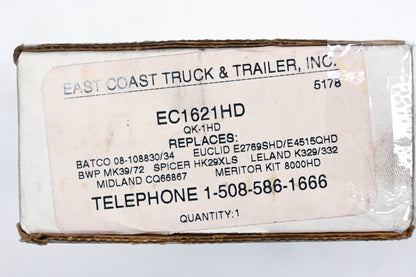 EAST COAST TRUCK & TRAILER, INC.
5178
EC1621HD
QK-1HD
REPLACES:
BATCO 08-108830/34 EUCLID E2769SHD/E4515QHD
BWP MK39/72 SPICER HK29XLS LELAND K329/332
MIDLAND CQ66867 MERITOR KIT 8000HD
TELEPHONE 1-508-586-1666
QUANTITY:1